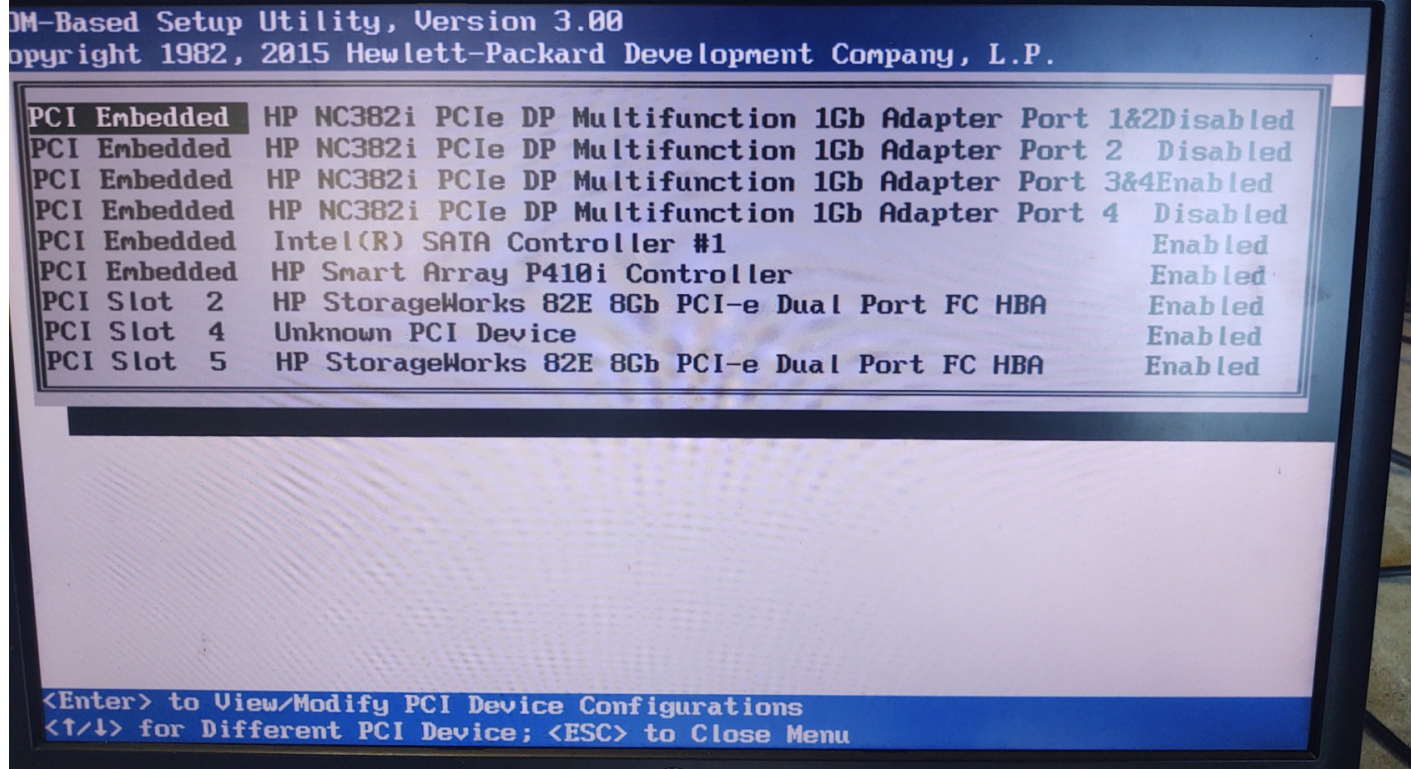 OM-Based Setup Utility, Version 3.00
opyright 1982, 2015 Hewlett-Packard Development Company, L.P.
PCI Embedded HP NC382i PCIe DP Multifunction 1Gb Adapter Port 1&2Disabled
PCI Embedded HP NC382i PCIe DP Multifunction 1Gb Adapter Port 2 Disabled
PCI Embedded HP NC382i PCIe DP Multifunction 1Gb Adapter Port 3&4Enabled
PCI Embedded HP NC382i PCIe DP Multifunction 1Gb Adapter Port 4 Disabled
PCI Embedded Intel(R) SATA Controller #1 Enabled
PCI Embedded HP Smart Array P410i Controller Enabled
PCI Slot 2 HP StorageWorks 82E 8Gb PCI-e Dual Port FC HBA Enabled
PCI Slot 4 Unknown PCI Device Enabled
PCI Slot 5 HP StorageWorks 82E 8Gb PCI-e Dual Port FC HBA Enabled
<Enter> to View/Modify PCI Device Configurations
<↑/↓> for Different PCI Device; <ESC> to Close Menu